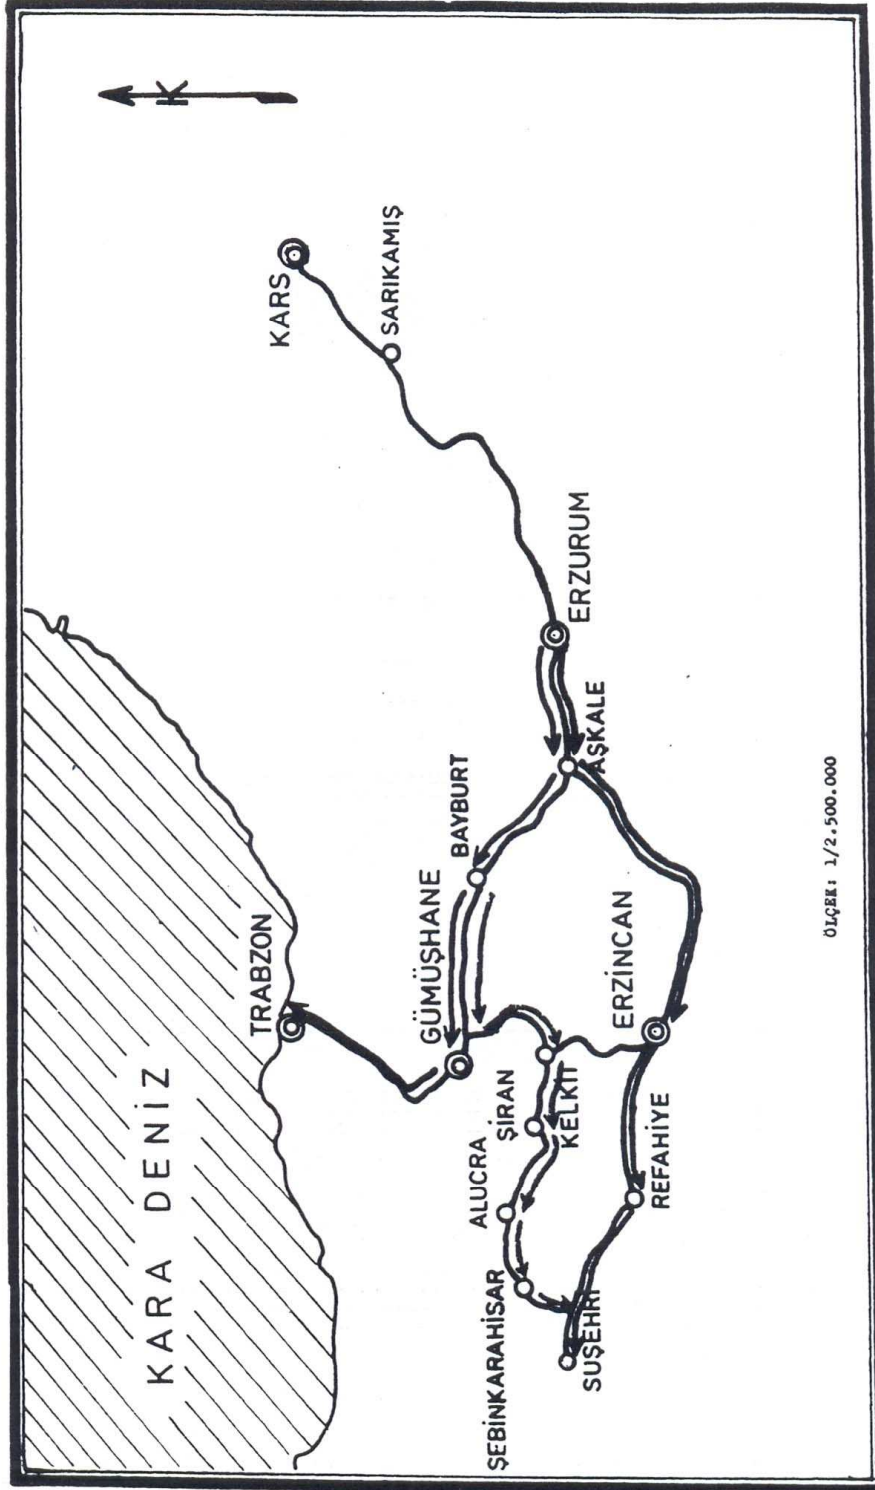 K
KARS
SARIKAMIŞ
ERZURUM
AŞKALE
BAYBURT
GÜMÜŞHANE
TRABZON
KARA DENİZ
ERZİNCAN
KELKİT
ŞİRAN
ALUCRA
REFAHİYE
ŞEBİNKARAHİSAR
SUŞEHRİ
ÖLÇEK: 1/2.500.000